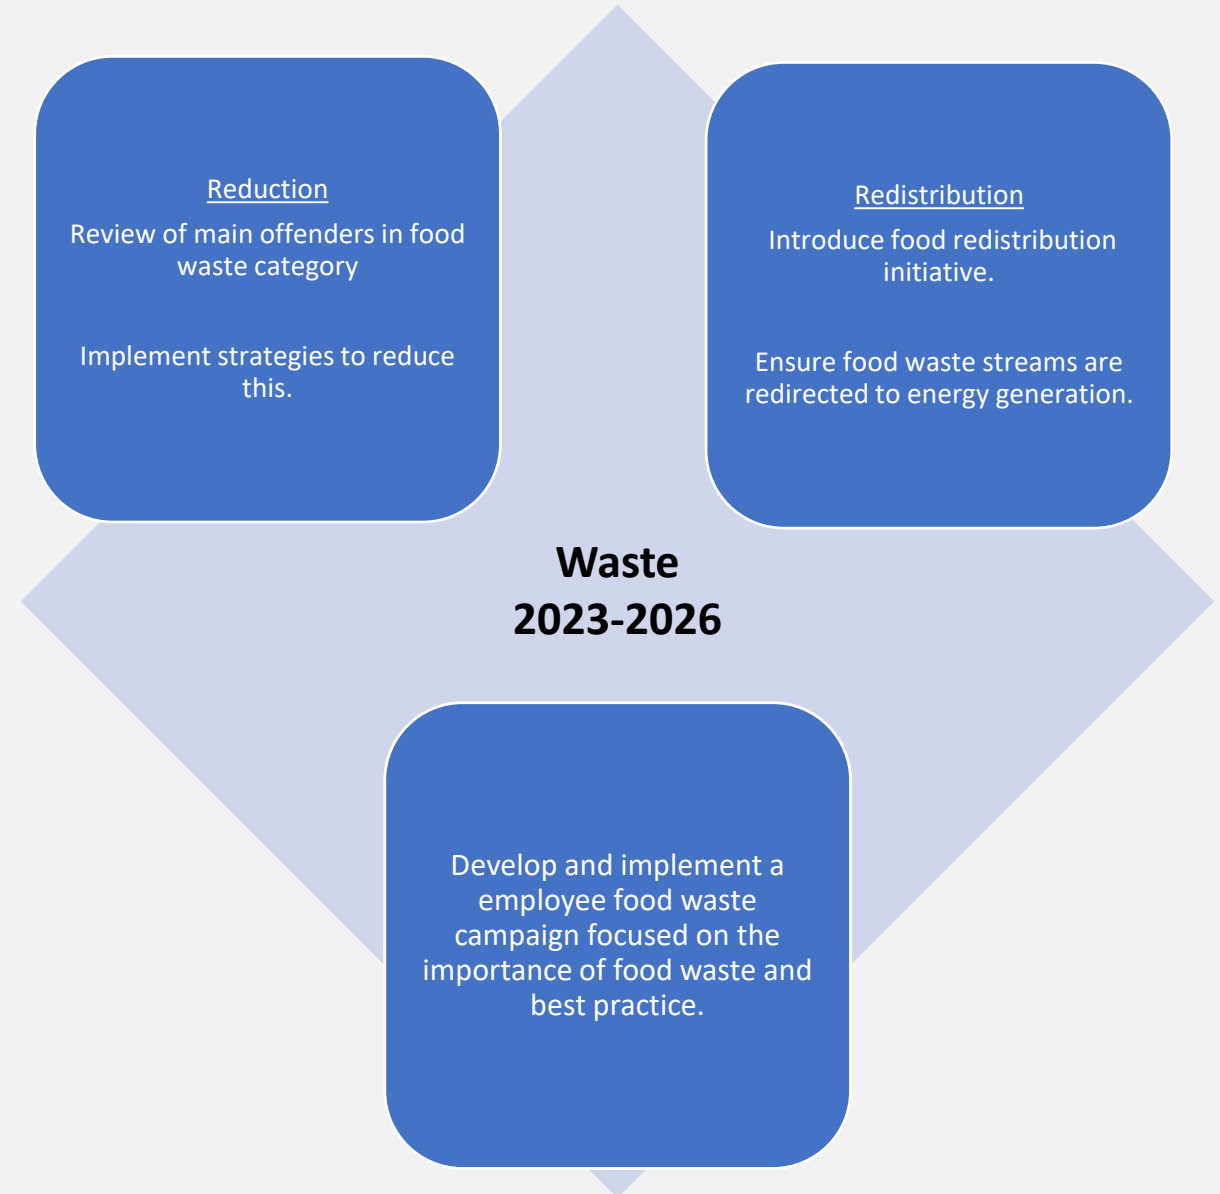 Reduction
Review of main offenders in food
waste category
Implement strategies to reduce
this.
Redistribution
Introduce food redistribution
initiative.
Ensure food waste streams are
redirected to energy generation.
Waste
2023-2026
Develop and implement a
employee food waste
campaign focused on the
importance of food waste and
best practice.